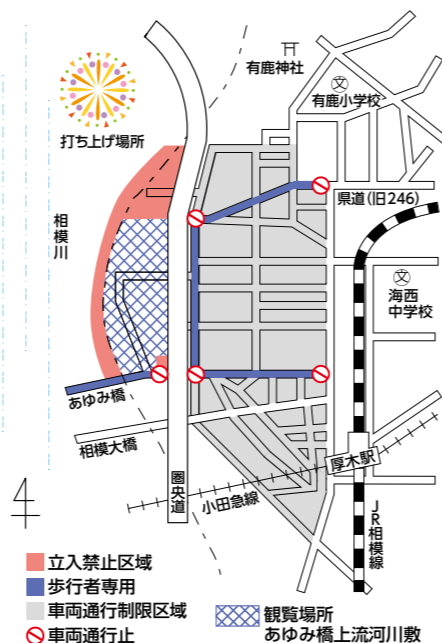 有鹿神社
文
有鹿小学校
打ち上げ場所
県道(旧246)
相模川
文
海西
中学校
あゆみ橋
相模大橋
圏央道
小田急線
厚木駅
JR相模線
立入禁止区域
歩行者専用
車両通行制限区域
車両通行止
観覧場所
あゆみ橋上流河川敷